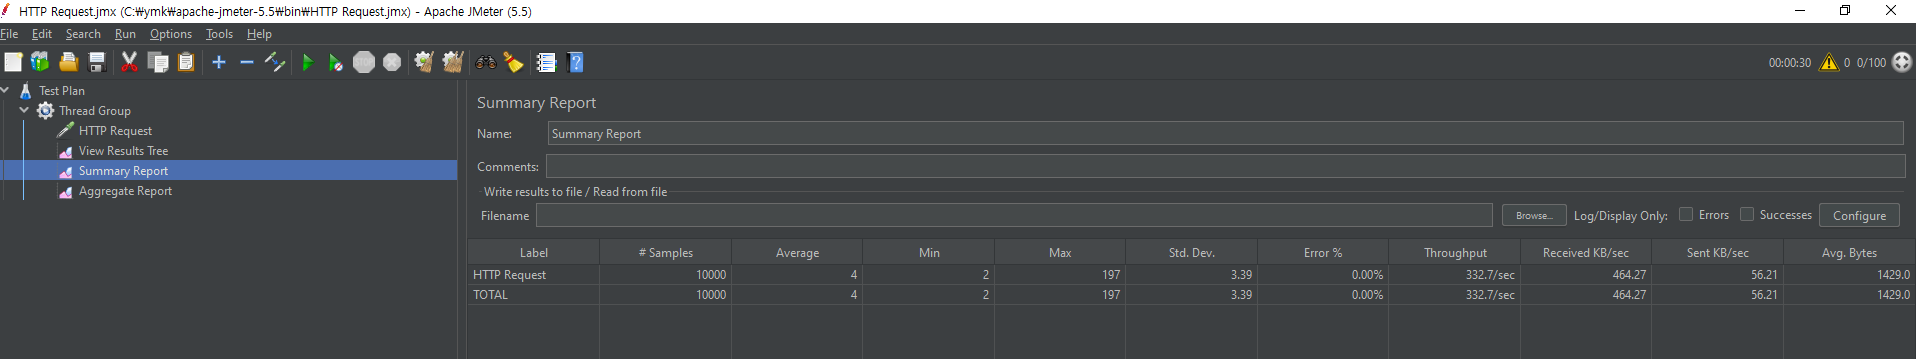 HTTP Request.jmx (C:₩ymk₩apache-jmeter-5.5₩bin₩HTTP Request.jmx) - Apache JMeter (5.5)
File Edit Search Run Options Tools Help
STOP
00:00:30 0 0/100
Test Plan
Thread Group
HTTP Request
View Results Tree
Summary Report
Aggregate Report
Summary Report
Name: Summary Report
Comments:
Write results to file / Read from file
Filename Browse... Log/Display Only: Errors Successes Configure
Label # Samples Average Min Max Std. Dev. Error % Throughput Received KB/sec Sent KB/sec Avg. Bytes
HTTP Request 10000 4 2 197 3.39 0.00% 332.7/sec 464.27 56.21 1429.0
TOTAL 10000 4 2 197 3.39 0.00% 332.7/sec 464.27 56.21 1429.0